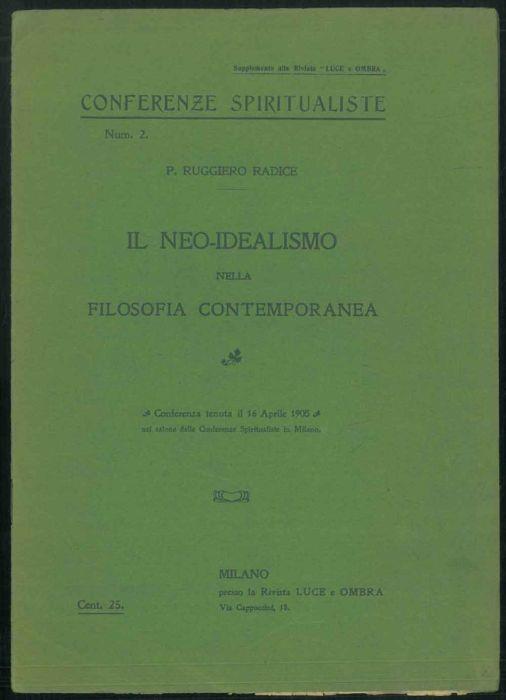 Supplemento alla Rivista "LUCE e OMBRA„
CONFERENZE SPIRITUALISTE
Num. 2.
P. RUGGIERO RADICE
IL NEO-IDEALISMO
NELLA
FILOSOFIA CONTEMPORANEA
Conferenza tenuta il 16 Aprile 1905
nel salone delle Conferenze Spiritualiste in Milano.
MILANO
presso la Rivista LUCE e OMBRA
Via Cappuccini, 18.
Cent. 25.